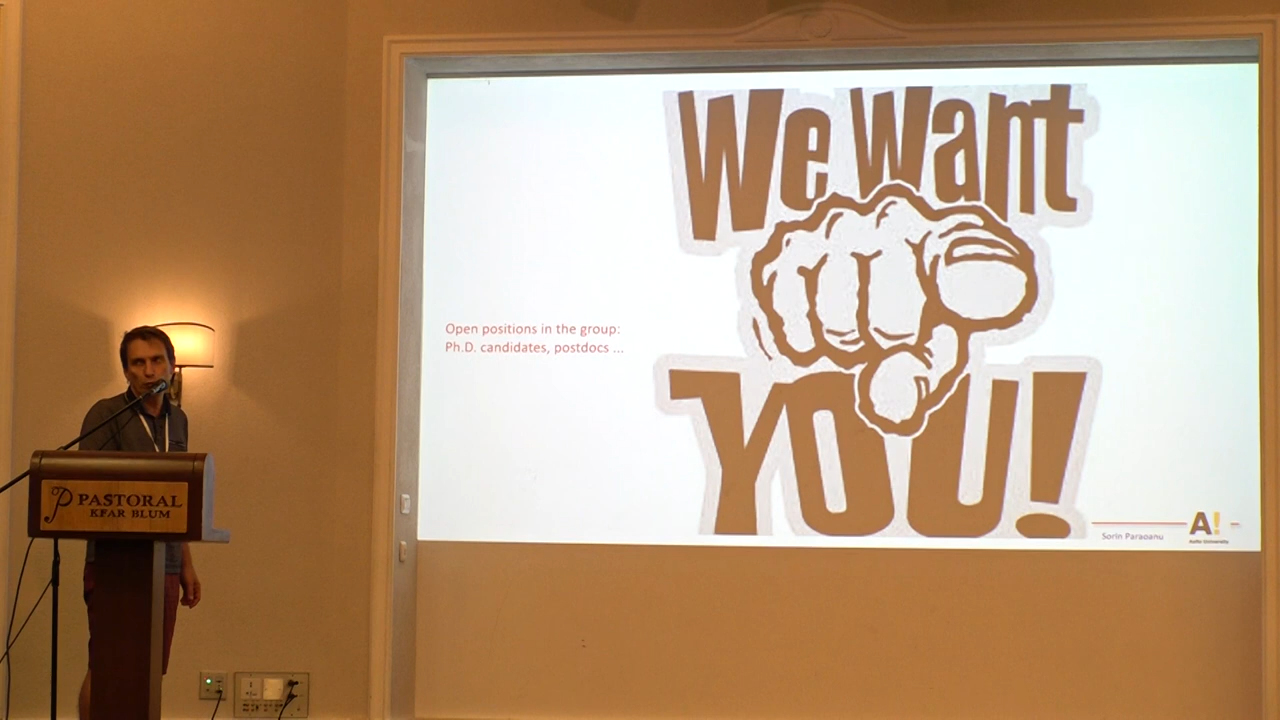 We Want
YOU!
Open positions in the group:
Ph.D. candidates, postdocs ...
Sorin Paraoanu
A!
Aalto University
P PASTORAL
KFAR BLUM